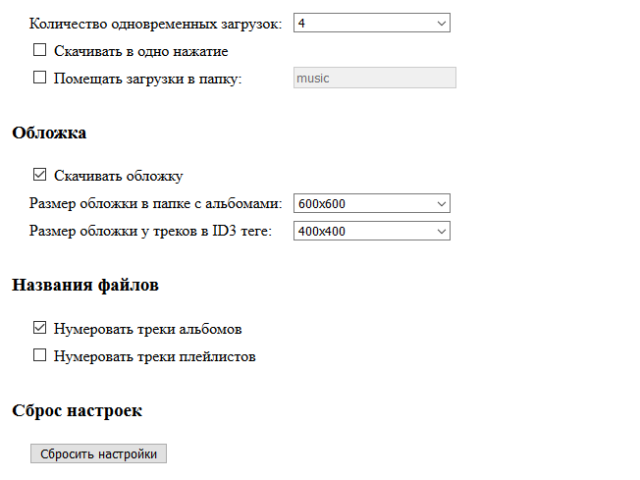 Количество одновременных загрузок: 4
Скачивать в одно нажатие
Помещать загрузки в папку: music
Обложка
Скачивать обложку
Размер обложки в папке с альбомами: 600x600
Размер обложки у треков в ID3 теге: 400x400
Названия файлов
Нумеровать треки альбомов
Нумеровать треки плейлистов
Сброс настроек
Сбросить настройки